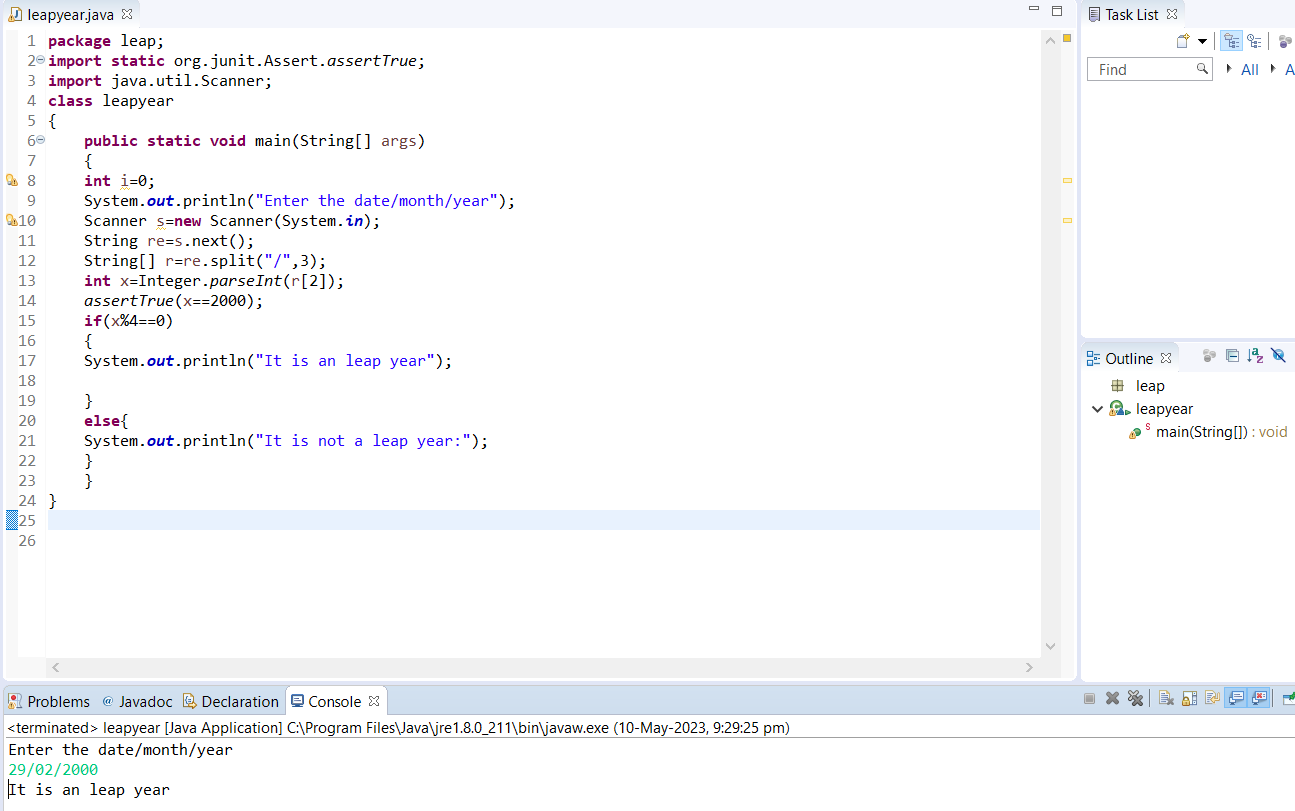 leapyear.java
Task List
1 package leap;
2 import static org.junit.Assert.assertTrue;
3 import java.util.Scanner;
4 class leapyear
5 {
6 public static void main(String[] args)
7 {
8 int i=0;
9 System.out.println("Enter the date/month/year");
10 Scanner s=new Scanner(System.in);
11 String re=s.next();
12 String[] r=re.split("/",3);
13 int x=Integer.parseInt(r[2]);
14 assertTrue(x==2000);
15 if(x%4==0)
16 {
17 System.out.println("It is an leap year");
18
19 }
20 else{
21 System.out.println("It is not a leap year:");
22 }
23 }
24 }
25
26
Find All A
Outline
leap
leapyear
S main(String[]) : void
Problems @ Javadoc Declaration Console
<terminated> leapyear [Java Application] C:\Program Files\Java\jre1.8.0_211\bin\javaw.exe (10-May-2023, 9:29:25 pm)
Enter the date/month/year
29/02/2000
It is an leap year